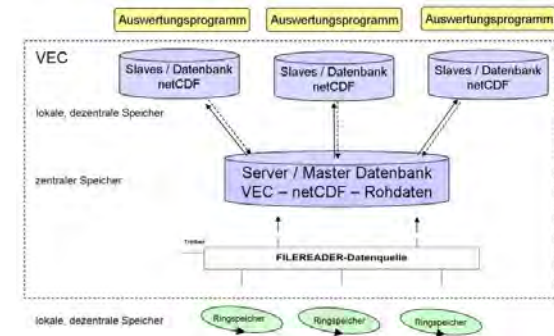 Auswertungsprogramm
Auswertungsprogramm
Auswertungsprogramm
VEC
Slaves / Datenbank
netCDF
Slaves / Datenbank
netCDF
Slaves / Datenbank
netCDF
lokale, dezentrale Speicher
Server / Master Datenbank
VEC – netCDF – Rohdaten
zentraler Speicher
Treiber
FILEREADER-Datenquelle
lokale, dezentrale Speicher
Ringspeicher
Ringspeicher
Ringspeicher